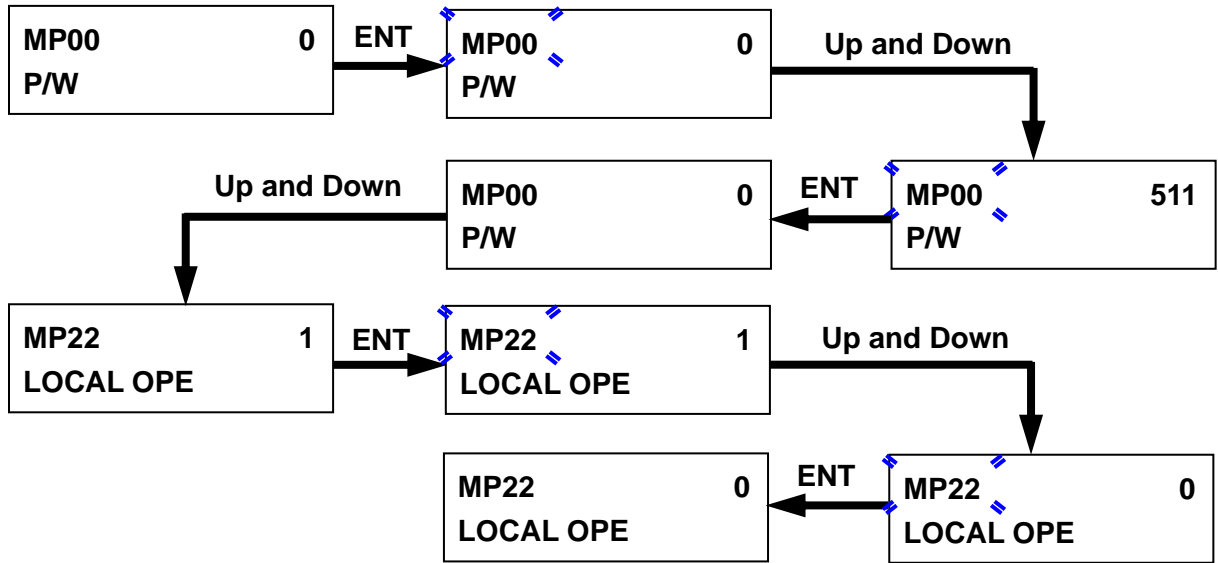 MP00 0
P/W
ENT
MP00 0
P/W
Up and Down
MP00 511
P/W
ENT
MP00 0
P/W
Up and Down
MP22 1
LOCAL OPE
ENT
MP22 1
LOCAL OPE
Up and Down
MP22 0
LOCAL OPE
ENT
MP22 0
LOCAL OPE